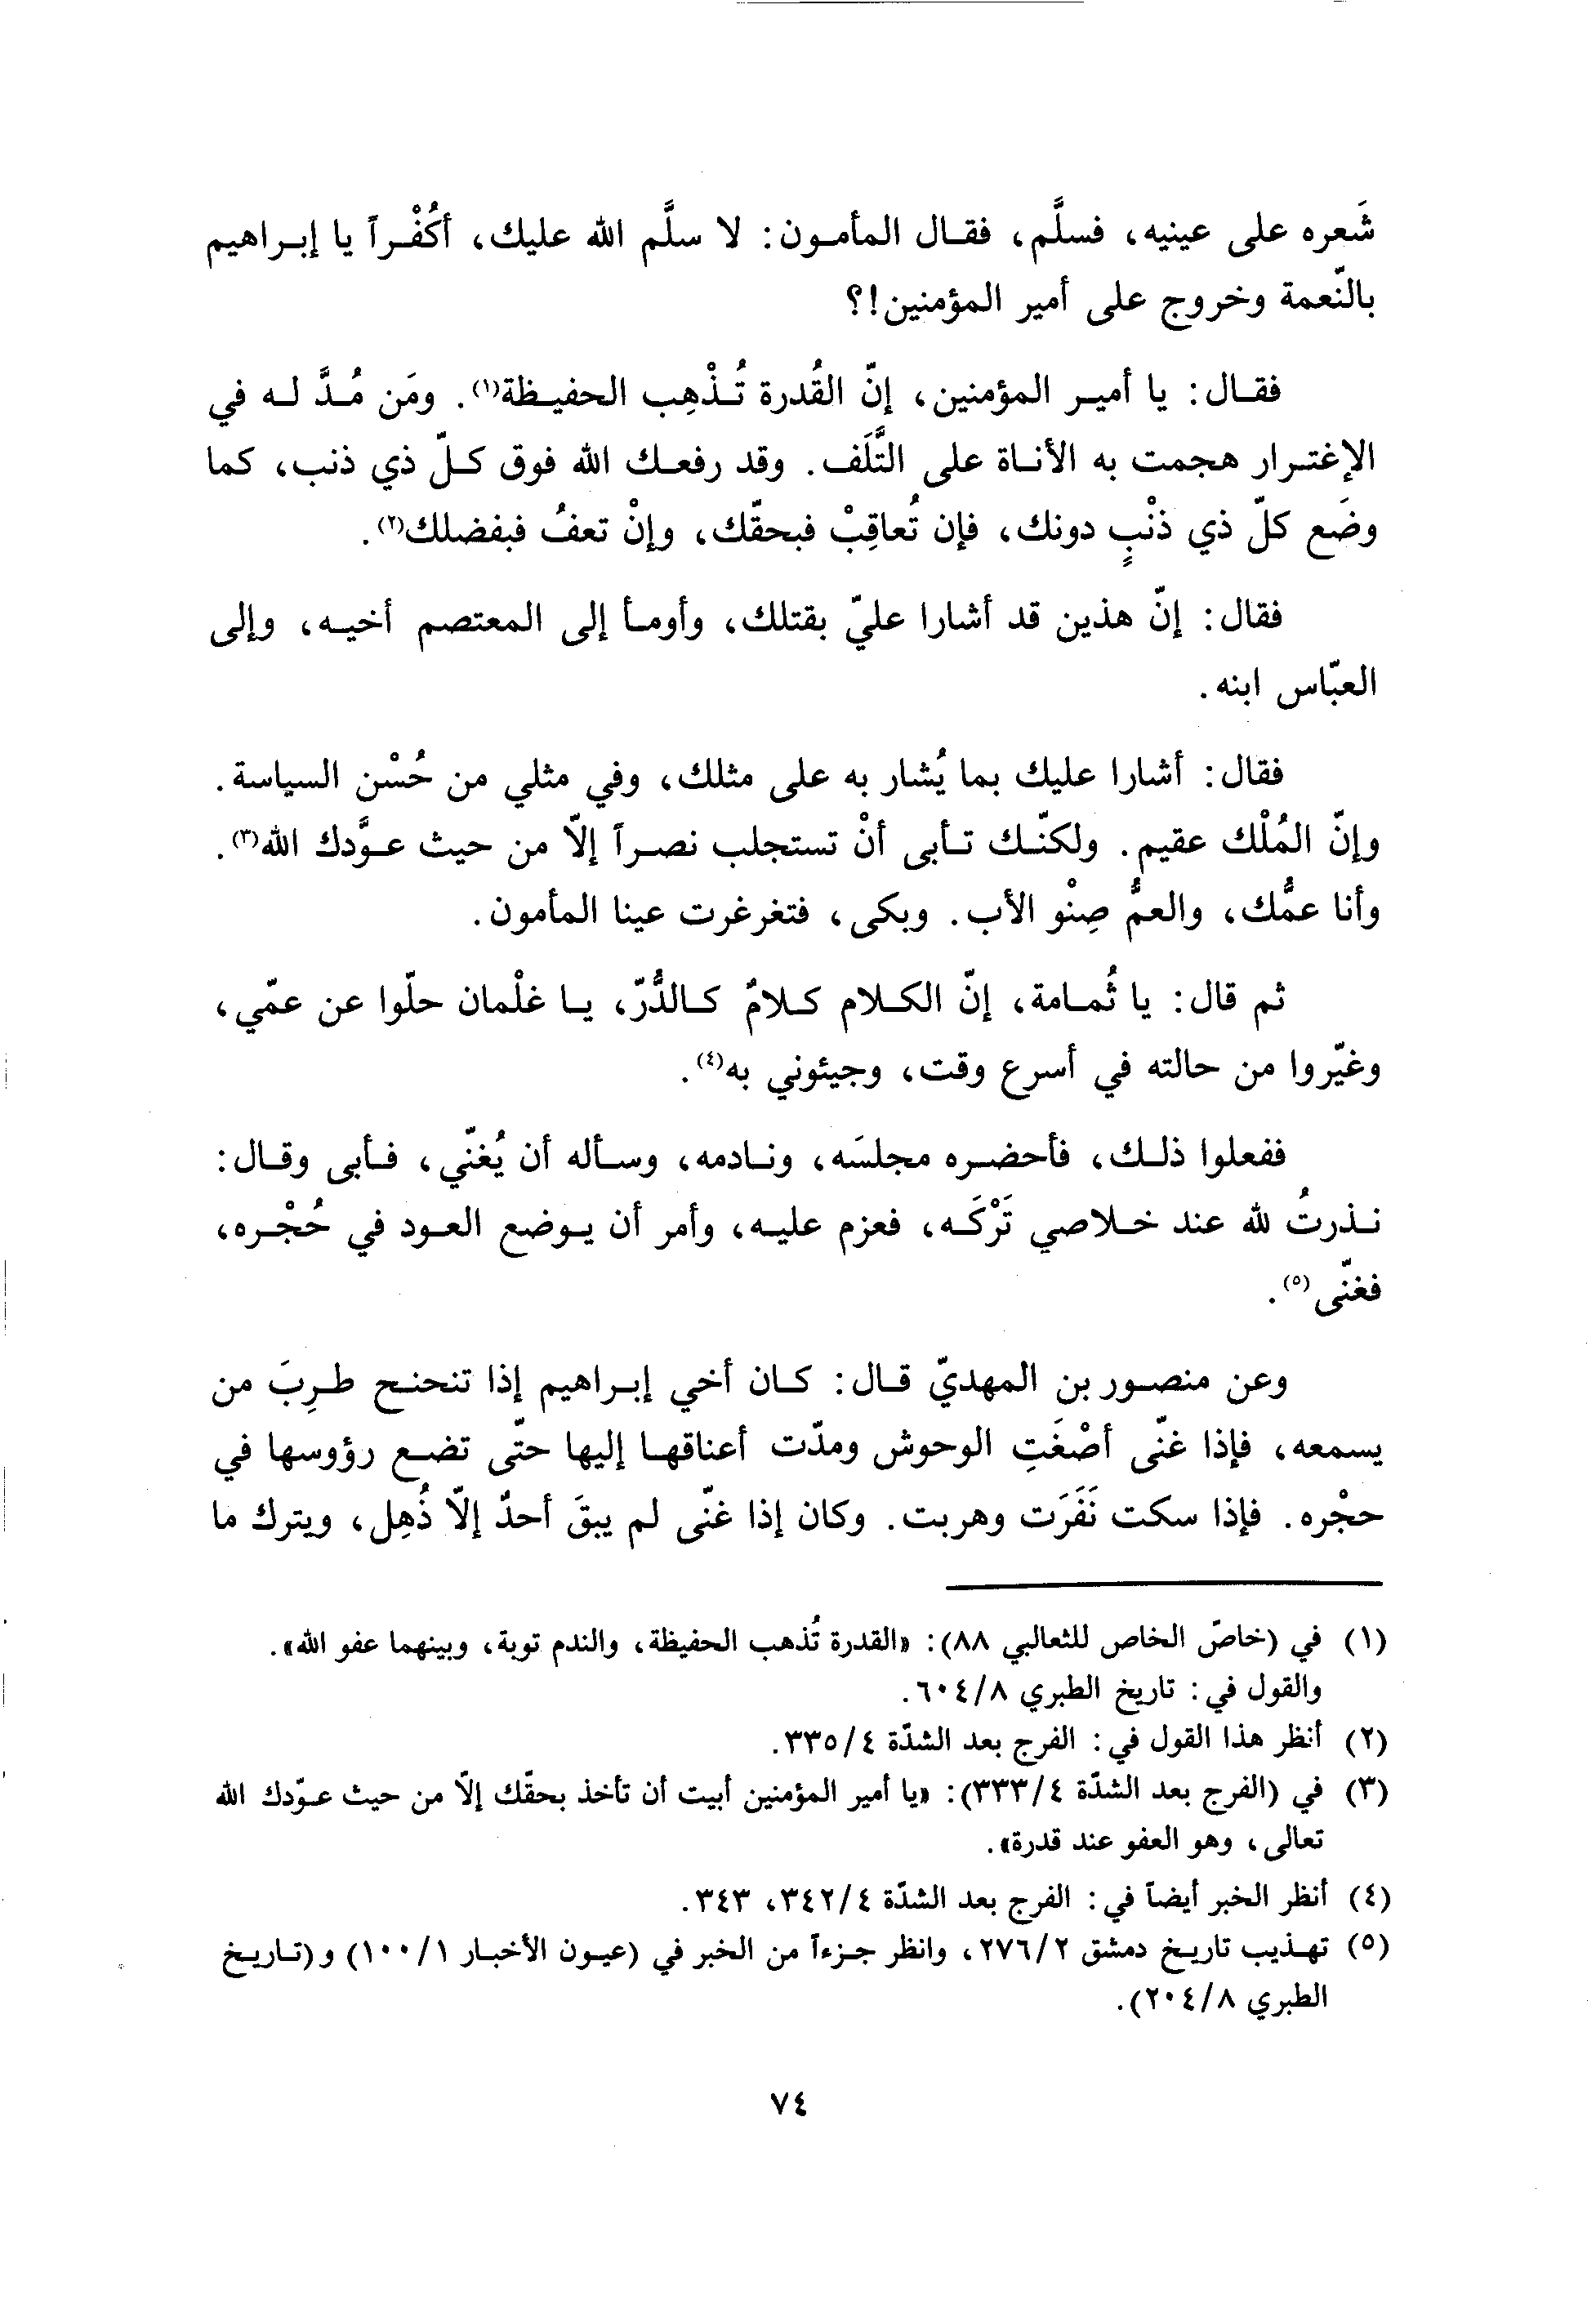 شَعره على عينيه، فسلَّم، فقال المأمون: لا سلَّم الله عليك، أكُفْراً يا إبراهيم
بالنّعمة وخروج على أمير المؤمنين!؟
فقال: يا أمير المؤمنين، إنّ القُدرة تُذْهِب الحفيظة(١). ومَن مُدَّ له في
الإغترار هجمت به الأناة على التَّلَف. وقد رفعك الله فوق كلّ ذي ذنب، كما
وضَع كلّ ذي ذنْبٍ دونك، فإن تُعاقِبْ فبحقّك، وإنْ تعفُ فبفضلك(٢).
فقال: إنّ هذين قد أشارا عليّ بقتلك، وأومأ إلى المعتصم أخيه، وإلى
العبّاس ابنه.
فقال: أشارا عليك بما يُشار به على مثلك، وفي مثلي من حُسْن السياسة.
وإنّ المُلْك عقيم. ولكنّك تأبى أنْ تستجلب نصراً إلاّ من حيث عوَّدك الله(٣).
وأنا عمُّك، والعمُّ صِنْو الأب. وبكى، فتغرغرت عينا المأمون.
ثم قال: يا ثُمامة، إنّ الكلام كلامٌ كالدُّرّ، يا غلْمان حلّوا عن عمّي،
وغيّروا من حالته في أسرع وقت، وجيئوني به(٤).
ففعلوا ذلك، فأحضره مجلسَه، ونادمه، وسأله أن يُغنّي، فأبى وقال:
نذرتُ لله عند خلاصي تَرْكَه، فعزم عليه، وأمر أن يوضع العود في حُجْره،
فغنّى(٥).
وعن منصور بن المهديّ قال: كان أخي إبراهيم إذا تنحنح طرِبَ من
يسمعه، فإذا غنّى أصْغَتِ الوحوش ومدّت أعناقها إليها حتّى تضع رؤوسها في
حجْره. فإذا سكت نَفَرَت وهربت. وكان إذا غنّى لم يبقَ أحدٌ إلاّ ذُهِل، ويترك ما
(١) في (خاصّ الخاص للثعالبي ٨٨): «القدرة تُذهب الحفيظة، والندم توبة، وبينهما عفو الله».
والقول في: تاريخ الطبري ٦٠٤/٨.
(٢) أنظر هذا القول في: الفرج بعد الشدّة ٣٣٥/٤.
(٣) في (الفرج بعد الشدّة ٣٣٣/٤): «يا أمير المؤمنين أبيت أن تأخذ بحقّك إلاّ من حيث عوّدك الله
تعالى، وهو العفو عند قدرة».
(٤) أنظر الخبر أيضاً في: الفرج بعد الشدّة ٣٤٢/٤، ٣٤٣.
(٥) تهذيب تاريخ دمشق ٢٧٦/٢، وانظر جزءاً من الخبر في (عيون الأخبار ١٠٠/١) و(تاريخ
الطبري ٢٠٤/٨).
٧٤